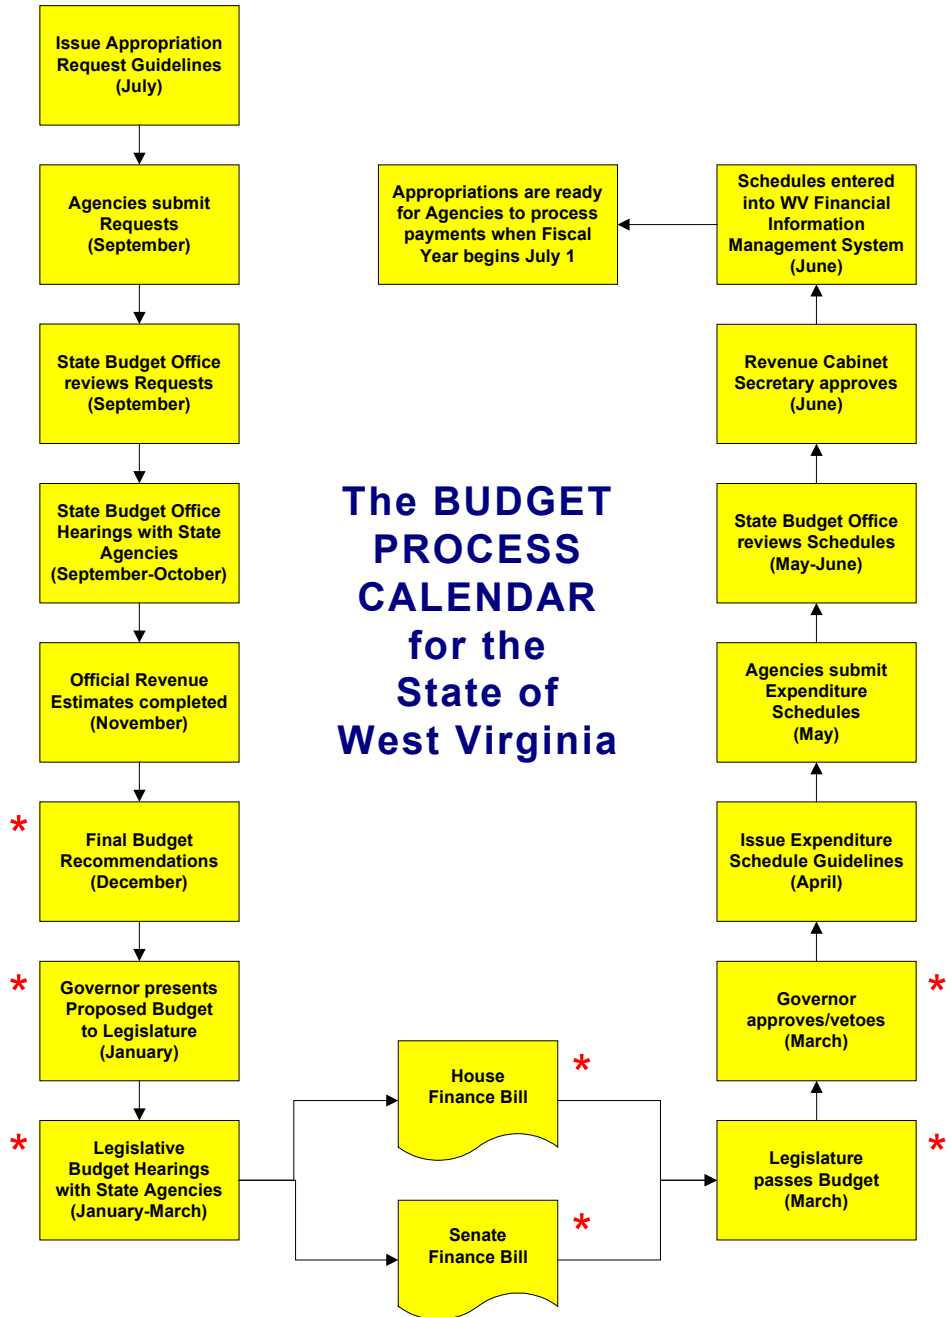 Issue Appropriation
Request Guidelines
(July)
Agencies submit
Requests
(September)
State Budget Office
reviews Requests
(September)
State Budget Office
Hearings with State
Agencies
(September-October)
Official Revenue
Estimates completed
(November)
*
Final Budget
Recommendations
(December)
*
Governor presents
Proposed Budget
to Legislature
(January)
*
Legislative
Budget Hearings
with State Agencies
(January-March)
The BUDGET
PROCESS
CALENDAR
for the
State of
West Virginia
House
Finance Bill
*
Senate
Finance Bill
*
Legislature
passes Budget
(March)
*
Governor
approves/vetoes
(March)
*
Issue Expenditure
Schedule Guidelines
(April)
Agencies submit
Expenditure
Schedules
(May)
State Budget Office
reviews Schedules
(May-June)
Revenue Cabinet
Secretary approves
(June)
Schedules entered
into WV Financial
Information
Management System
(June)
Appropriations are ready
for Agencies to process
payments when Fiscal
Year begins July 1